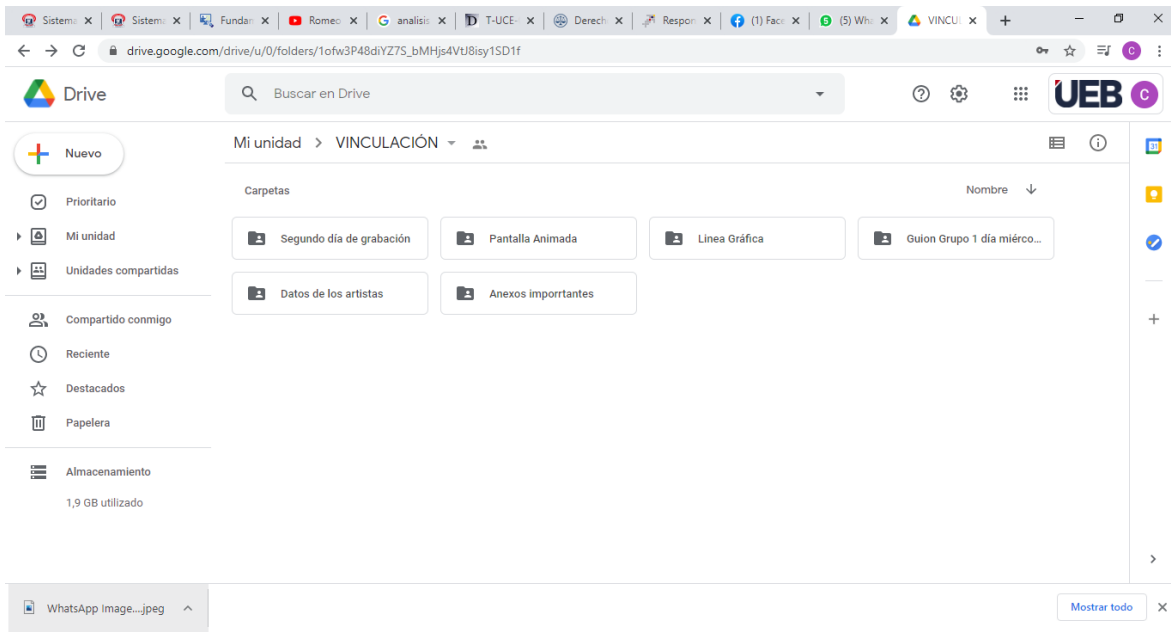 Sistema Sistema Fundam Romeo analisis T-UCE- Derech Respon (1) Face (5) Wha VINCUL
drive.google.com/drive/u/0/folders/1ofw3P48diYZ7S_bMHjs4VtJ8isy1SD1f C
Drive Buscar en Drive UEB C
Nuevo Mi unidad > VINCULACIÓN
31
Carpetas Nombre
Prioritario
Mi unidad Segundo día de grabación Pantalla Animada Linea Gráfica Guion Grupo 1 día miérco...
Unidades compartidas
Datos de los artistas Anexos imporrtantes
Compartido conmigo
Reciente
Destacados
Papelera
Almacenamiento
1,9 GB utilizado
WhatsApp Image....jpeg Mostrar todo